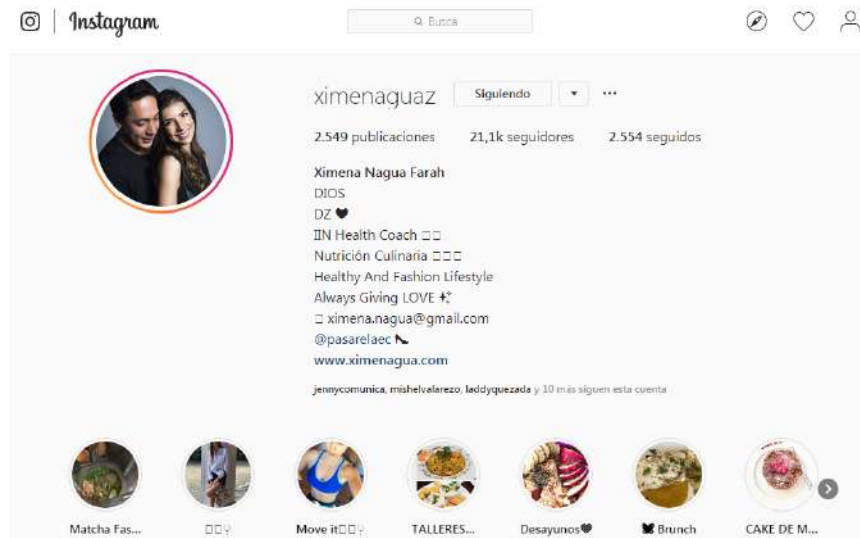 Instagram
Busca
ximenaguaz Siguiendo
2.549 publicaciones 21,1k seguidores 2.554 seguidos
Ximena Nagua Farah
DIOS
DZ 🖤
IIN Health Coach □□
Nutrición Culinaria □□□
Healthy And Fashion Lifestyle
Always Giving LOVE ✨
□ ximena.nagua@gmail.com
@pasarelaec 👠
www.ximenagua.com
jennycomunica, mishelvalarezo, laddyquezada y 10 más siguen esta cuenta
Matcha Fas... □□♀ Move it□□♀ TALLERES... Desayunos🖤 Brunch CAKE DE M...